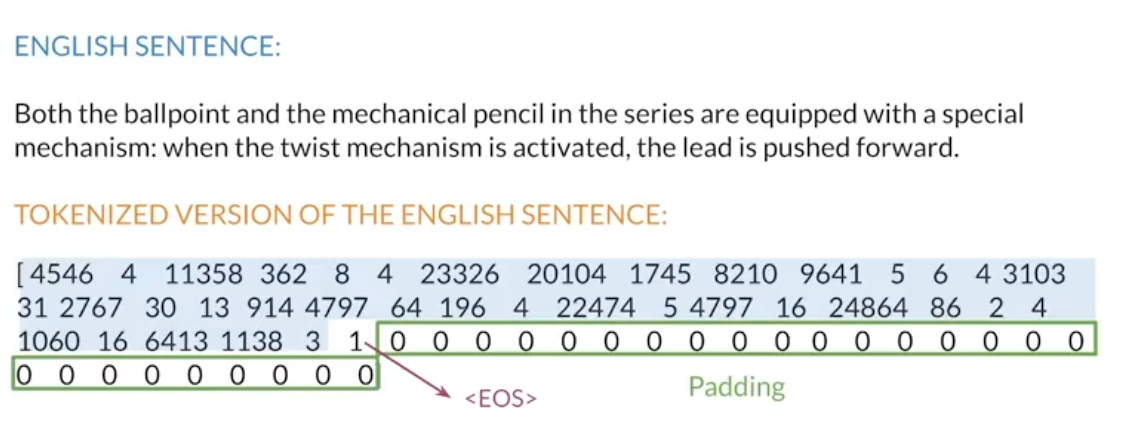 ENGLISH SENTENCE:
Both the ballpoint and the mechanical pencil in the series are equipped with a special
mechanism: when the twist mechanism is activated, the lead is pushed forward.
TOKENIZED VERSION OF THE ENGLISH SENTENCE:
[ 4546 4 11358 362 8 4 23326 20104 1745 8210 9641 5 6 4 3103
31 2767 30 13 914 4797 64 196 4 22474 5 4797 16 24864 86 2 4
1060 16 6413 1138 3 1 0 0 0 0 0 0 0 0 0 0 0 0 0 0 0 0 0
0 0 0 0 0 0 0 0 0
<EOS>
Padding